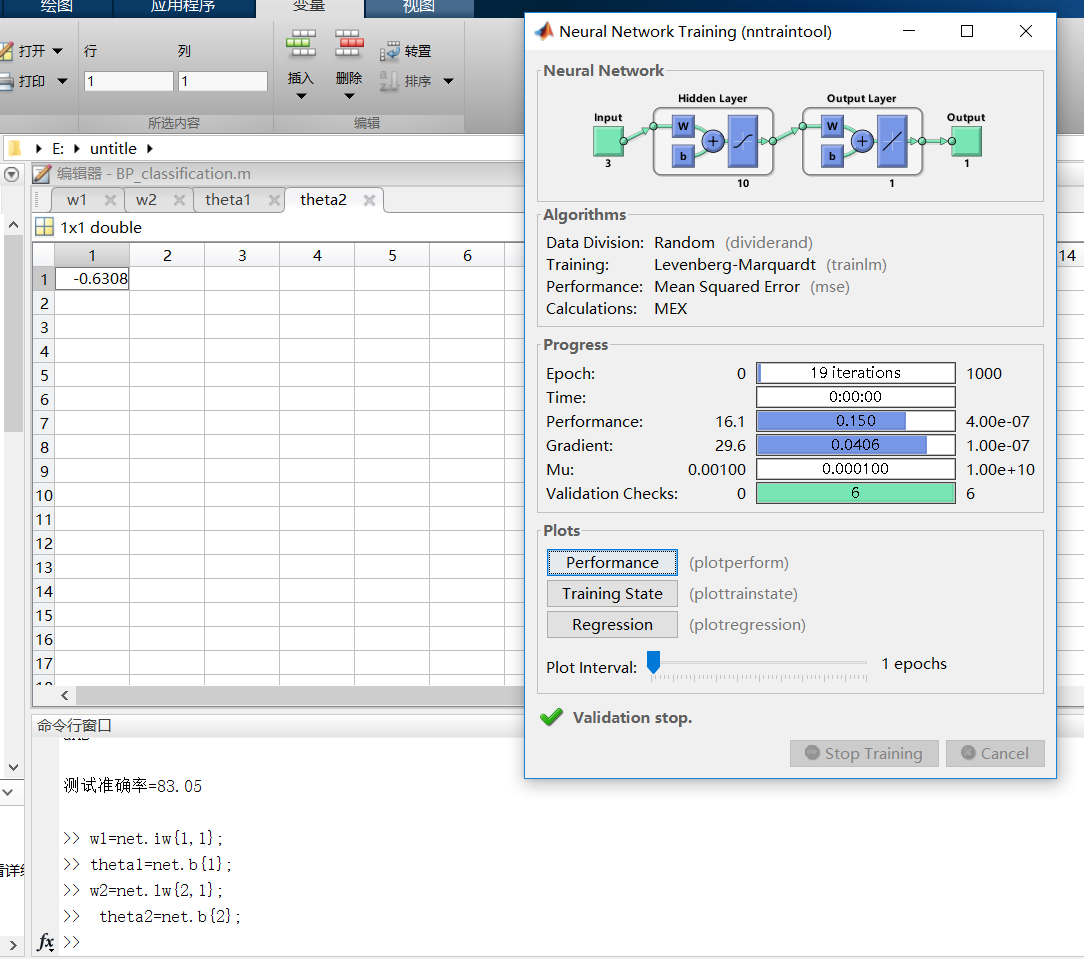 绘图 应用程序 变量 视图
打开 行 列 插入 删除 转置
打印 1 1 排序
所选内容 编辑
E: untitle
编辑器 - BP_classification.m
w1 w2 theta1 theta2
1x1 double
1 2 3 4 5 6 14
1 -0.6308
2
3
4
5
6
7
8
9
10
11
12
13
14
15
16
17
命令行窗口
测试准确率=83.05
>> w1=net.iw{1,1};
>> theta1=net.b{1};
>> w2=net.lw{2,1};
>> theta2=net.b{2};
fx >>
Neural Network Training (nntraintool)
Neural Network
Hidden Layer Output Layer
Input Output
W + W +
b b
3 10 1 1
Algorithms
Data Division: Random (dividerand)
Training: Levenberg-Marquardt (trainlm)
Performance: Mean Squared Error (mse)
Calculations: MEX
Progress
Epoch: 0 19 iterations 1000
Time: 0:00:00
Performance: 16.1 0.150 4.00e-07
Gradient: 29.6 0.0406 1.00e-07
Mu: 0.00100 0.000100 1.00e+10
Validation Checks: 0 6 6
Plots
Performance (plotperform)
Training State (plottrainstate)
Regression (plotregression)
Plot Interval: 1 epochs
Validation stop.
Stop Training Cancel